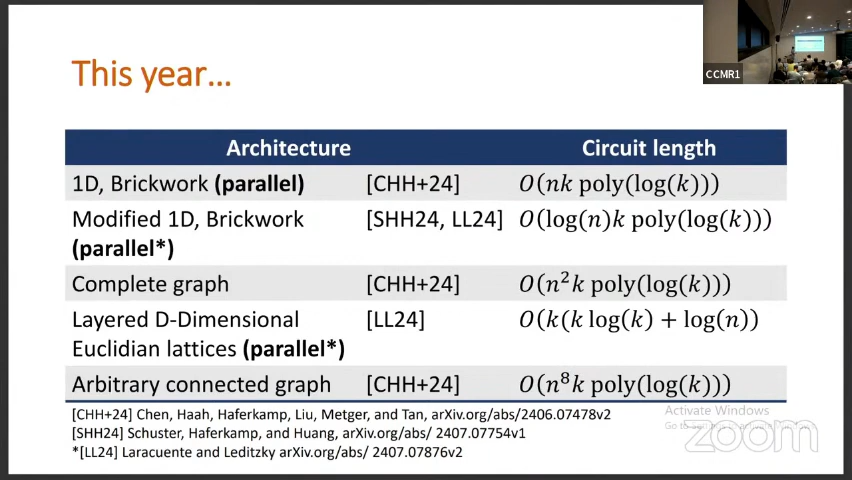 This year...
CCMR1
Architecture Circuit length
1D, Brickwork (parallel) [CHH+24] O(nk poly(log(k)))
Modified 1D, Brickwork [SHH24, LL24] O(log(n)k poly(log(k)))
(parallel*)
Complete graph [CHH+24] O(n²k poly(log(k)))
Layered D-Dimensional [LL24] O(k(k log(k) + log(n))
Euclidian lattices (parallel*)
Arbitrary connected graph [CHH+24] O(n⁸k poly(log(k)))
[CHH+24] Chen, Haah, Haferkamp, Liu, Metger, and Tan, arXiv.org/abs/2406.07478v2
[SHH24] Schuster, Haferkamp, and Huang, arXiv.org/abs/ 2407.07754v1
*[LL24] Laracuente and Leditzky arXiv.org/abs/ 2407.07876v2
Activate Windows
Go to
zoom